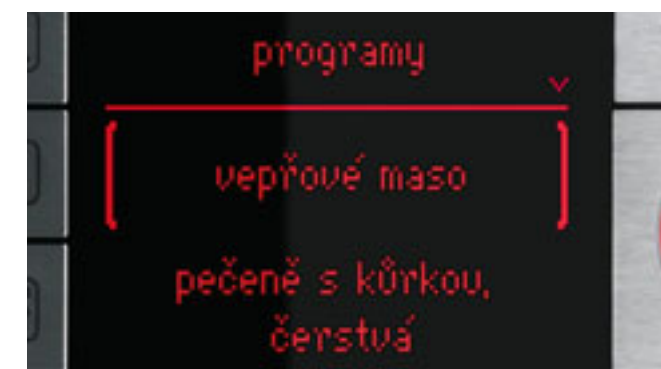 programy
vepřové maso
pečeně s kůrkou,
čerstvá